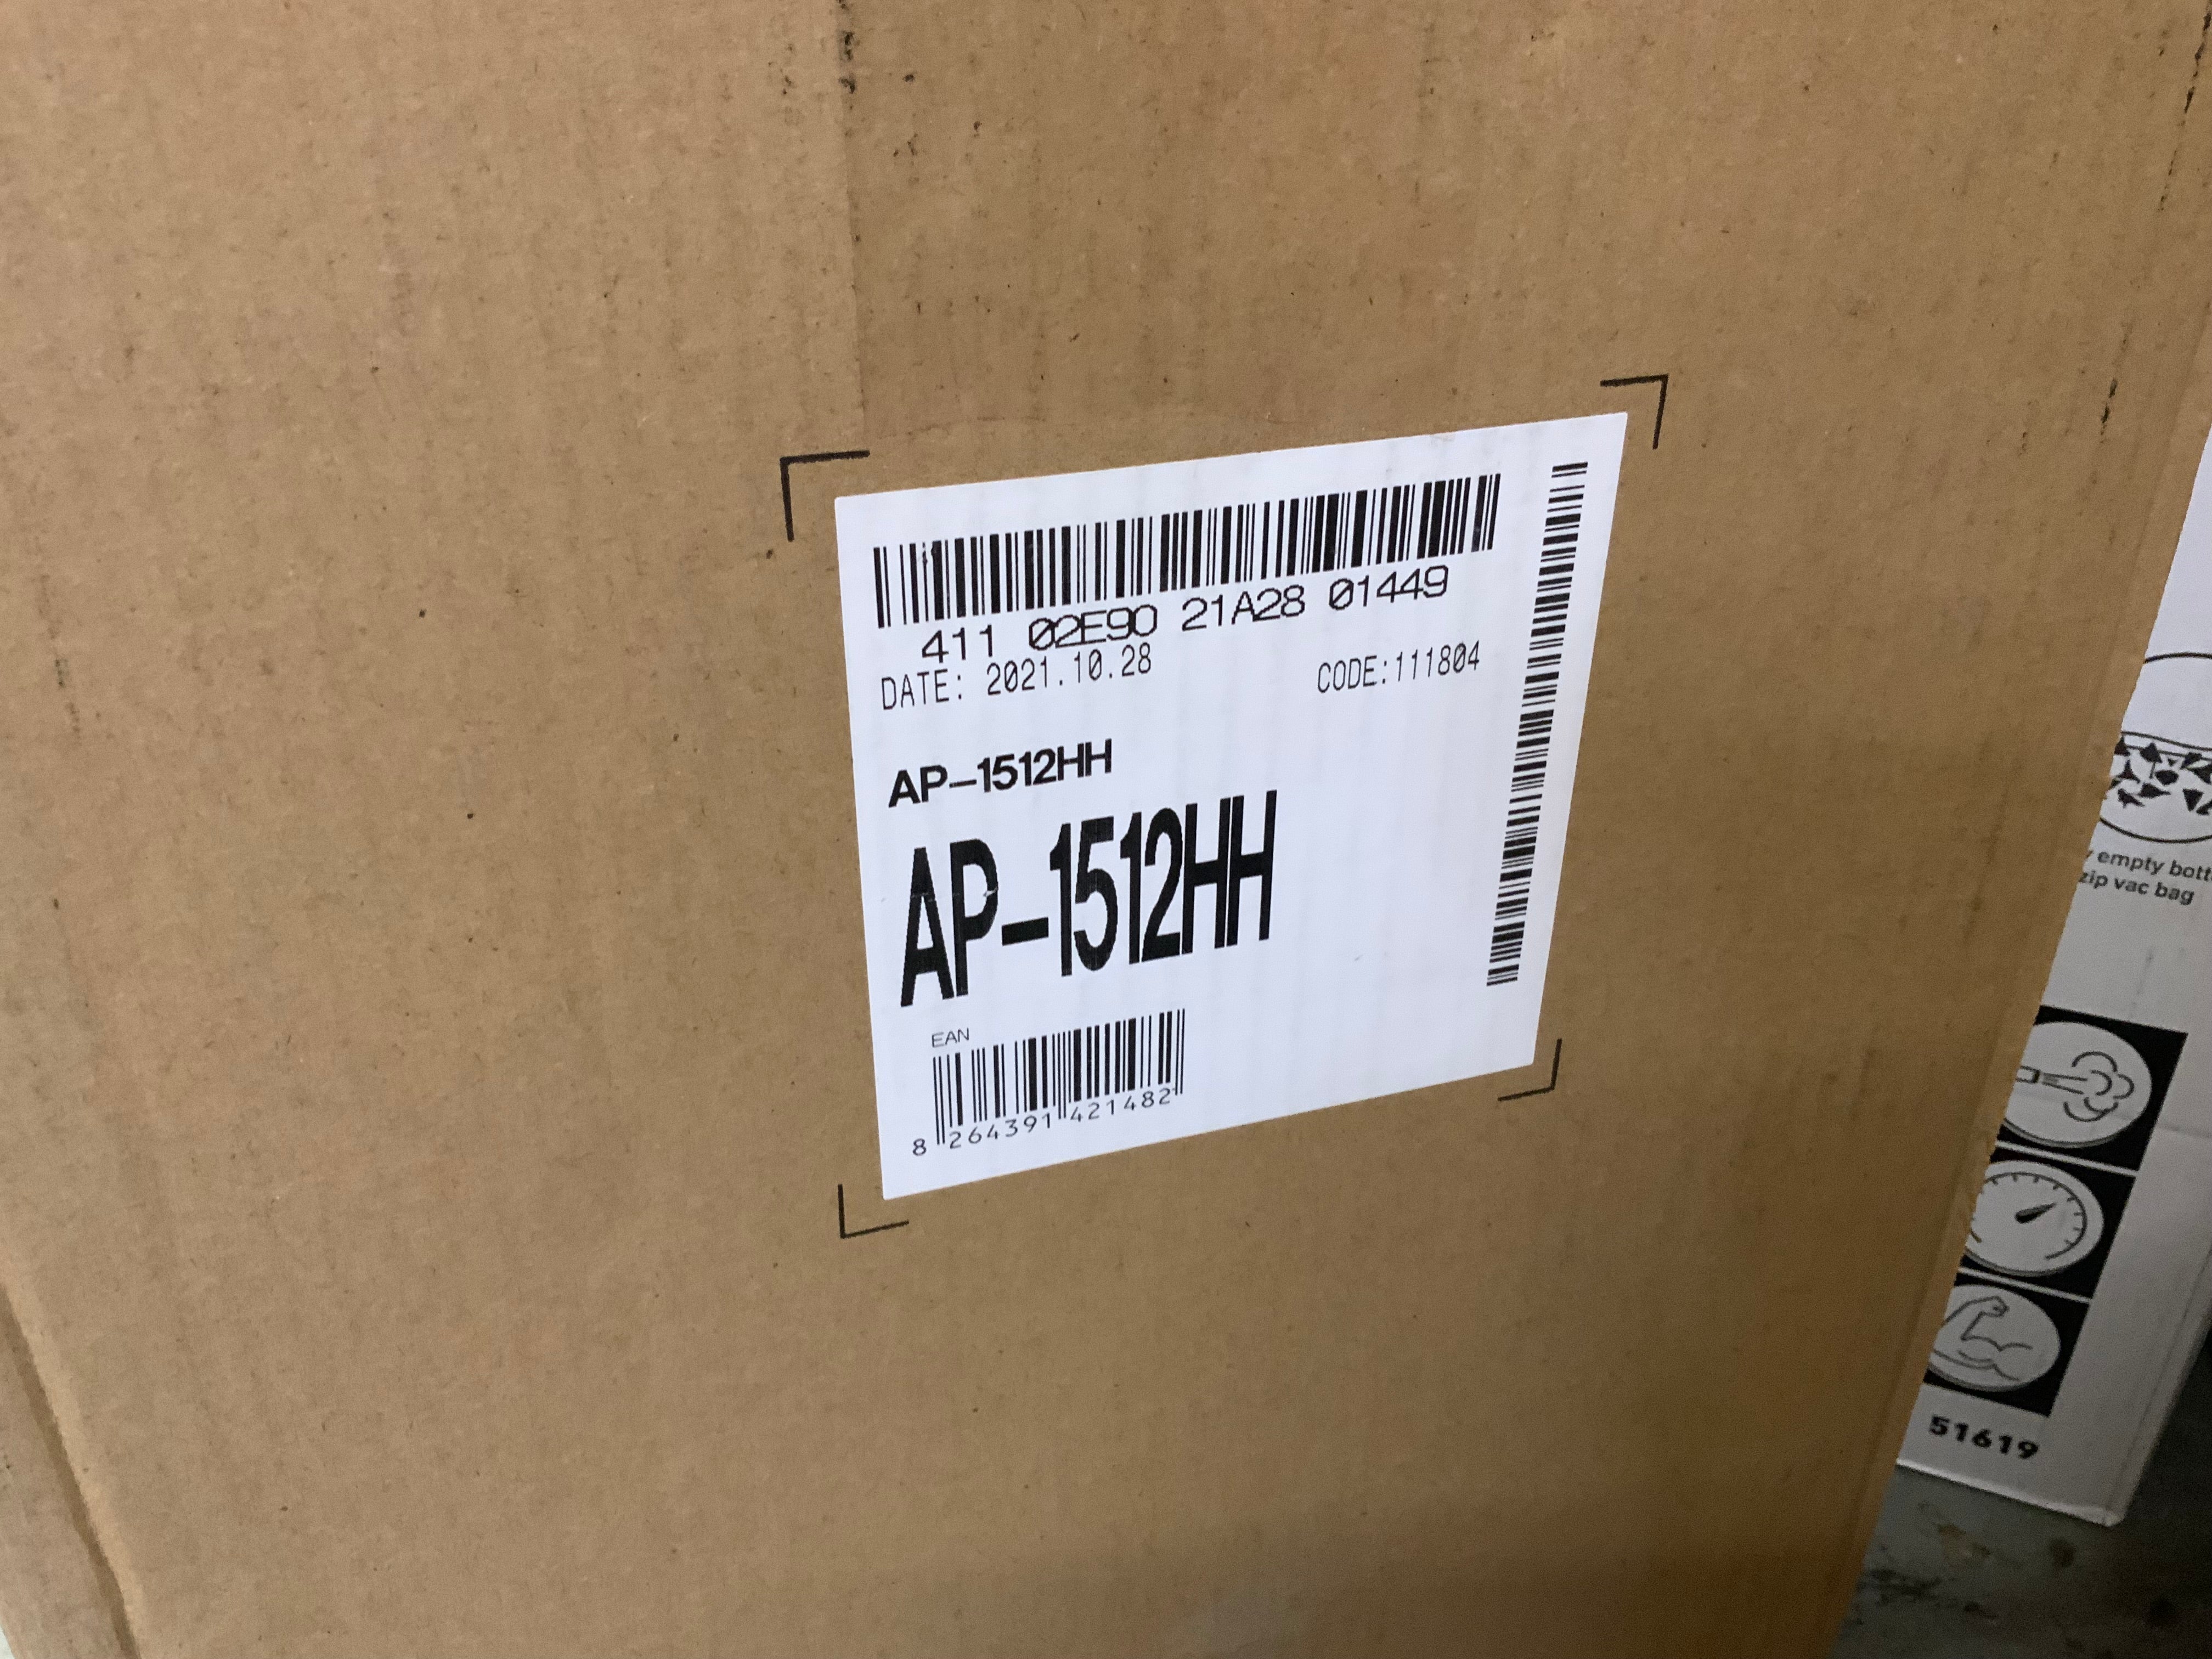 411 02E90 21A28 01449
DATE: 2021.10.28
CODE:111804
AP-1512HH
AP-1512HH
EAN
8 264391 421482
empty bott
zip vac bag
51619